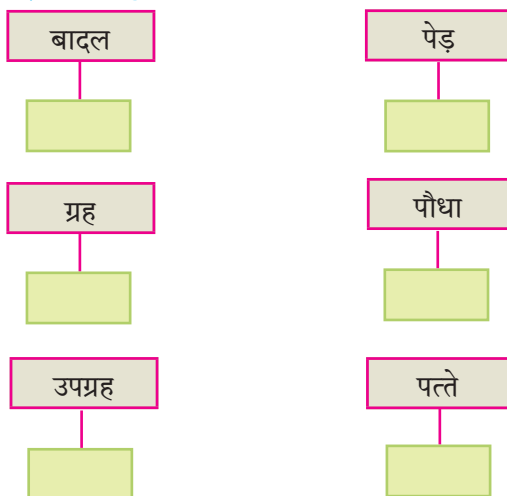 बादल
पेड़
ग्रह
पौधा
उपग्रह
पत्ते